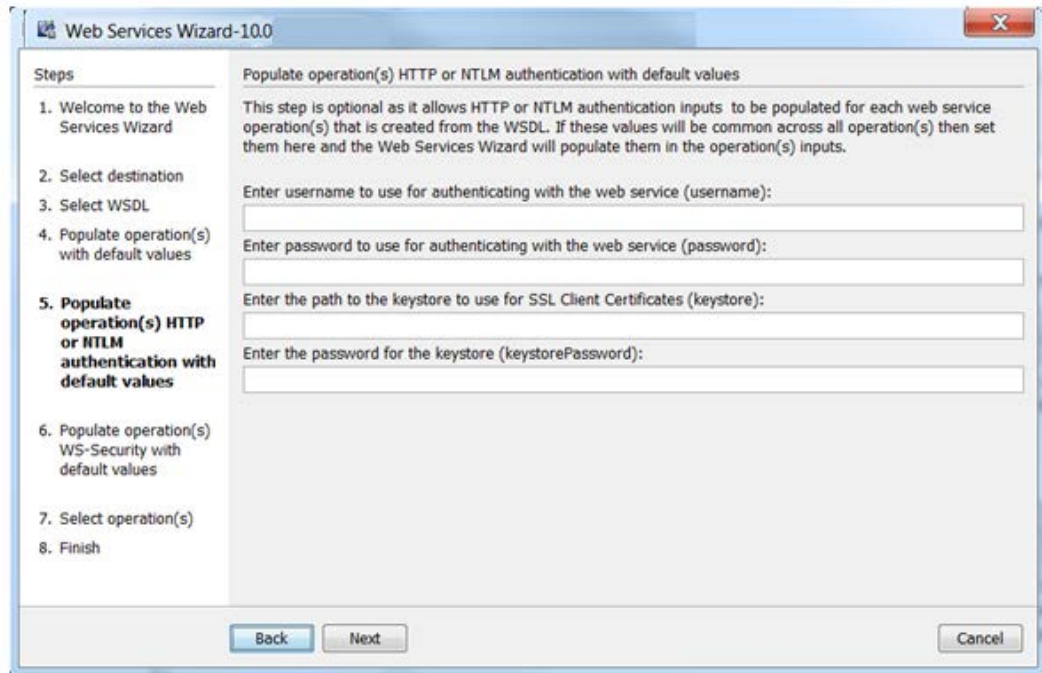 Web Services Wizard-10.0
Steps
1. Welcome to the Web
Services Wizard
2. Select destination
3. Select WSDL
4. Populate operation(s)
with default values
5. Populate
operation(s) HTTP
or NTLM
authentication with
default values
6. Populate operation(s)
WS-Security with
default values
7. Select operation(s)
8. Finish
Populate operation(s) HTTP or NTLM authentication with default values
This step is optional as it allows HTTP or NTLM authentication inputs to be populated for each web service
operation(s) that is created from the WSDL. If these values will be common across all operation(s) then set
them here and the Web Services Wizard will populate them in the operation(s) inputs.
Enter username to use for authenticating with the web service (username):
Enter password to use for authenticating with the web service (password):
Enter the path to the keystore to use for SSL Client Certificates (keystore):
Enter the password for the keystore (keystorePassword):
Back
Next
Cancel